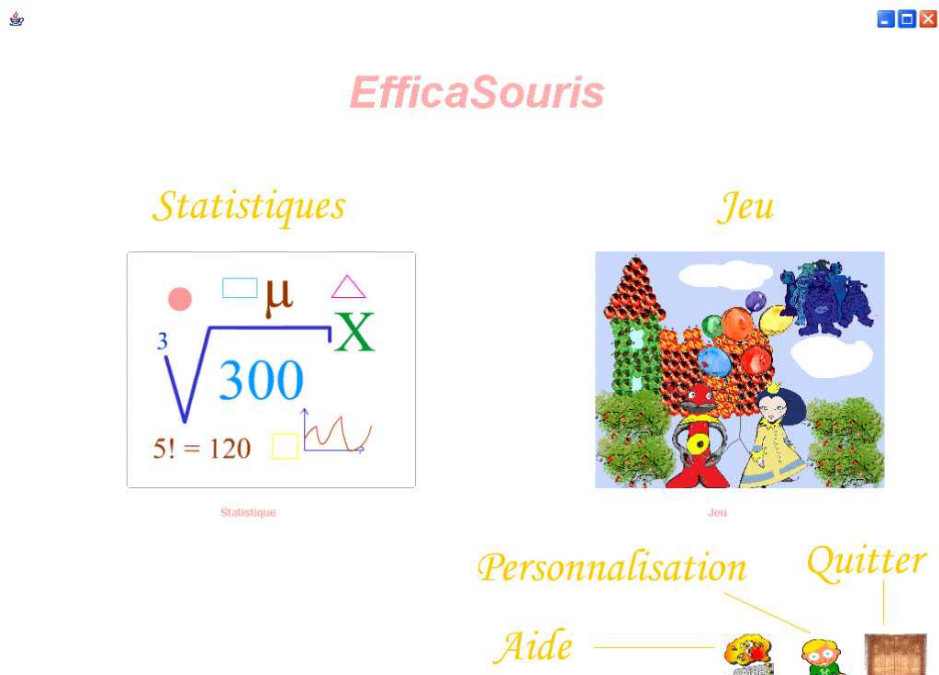 EfficaSouris
Statistiques
Jeu
3
µ
X
300
5! = 120
Statistique
Jeu
Personnalisation
Quitter
Aide